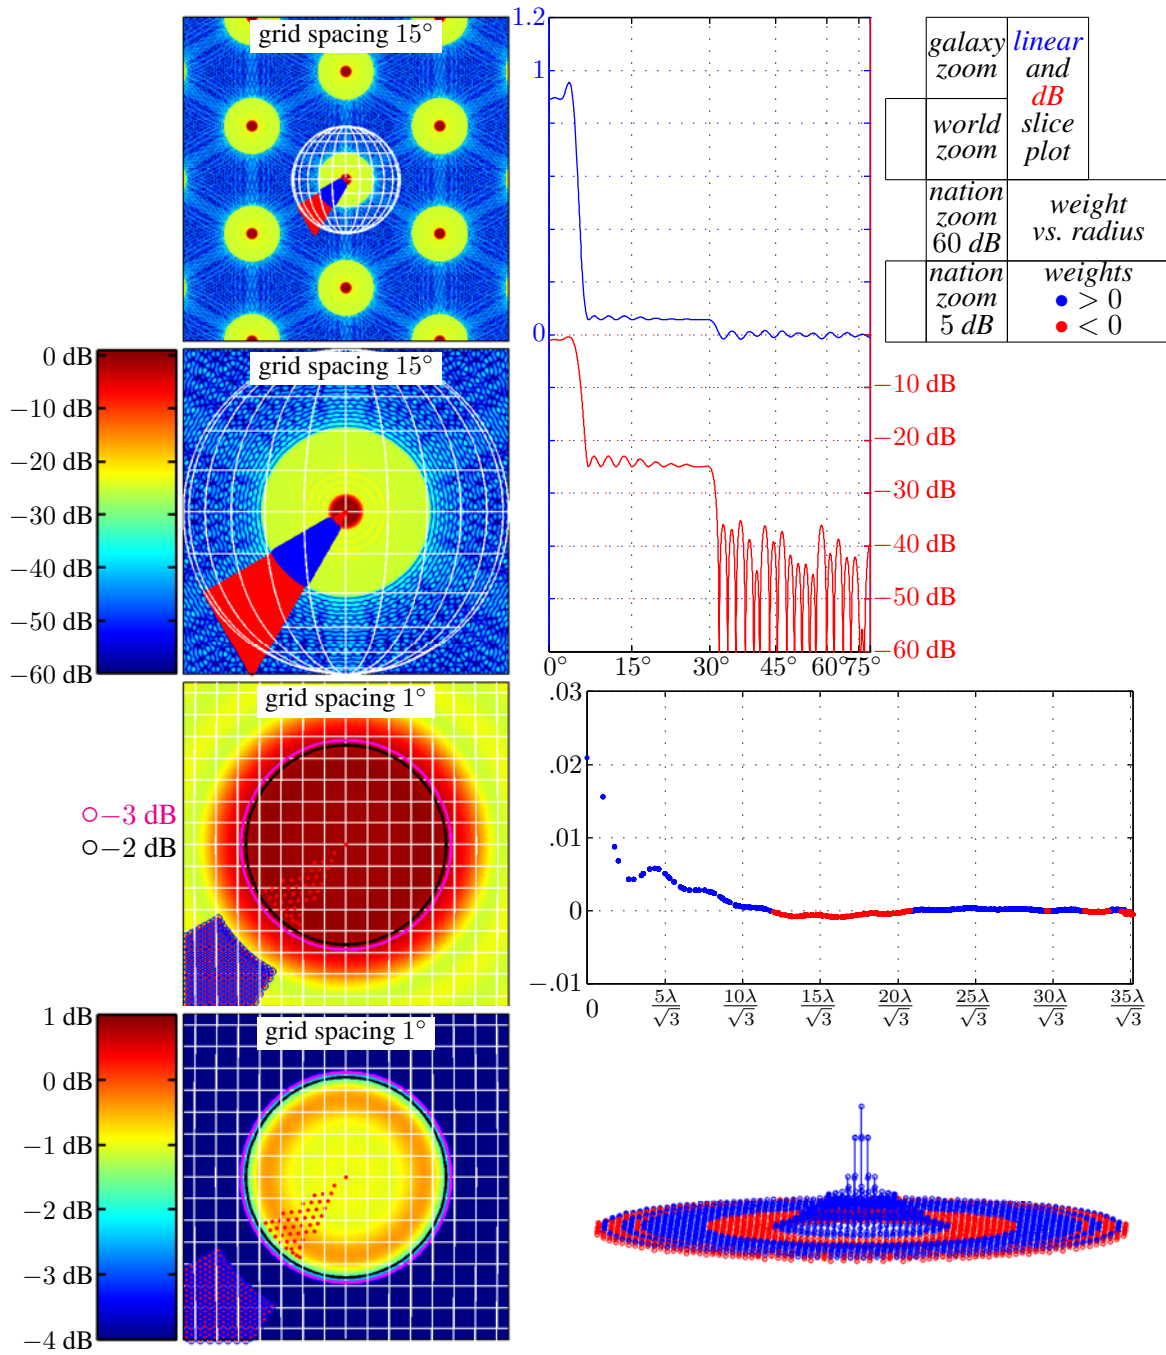 grid spacing 15°
0 dB
−10 dB
−20 dB
−30 dB
−40 dB
−50 dB
−60 dB
grid spacing 15°
1.2
1
0
−10 dB
−20 dB
−30 dB
−40 dB
−50 dB
−60 dB
0° 15° 30° 45° 60° 75°
galaxy zoom
linear and dB slice plot
world zoom
nation zoom 60 dB
weight vs. radius
nation zoom 5 dB
weights
> 0
< 0
grid spacing 1°
−3 dB
−2 dB
.03
.02
.01
0
−.01
0 5λ/√3 10λ/√3 15λ/√3 20λ/√3 25λ/√3 30λ/√3 35λ/√3
grid spacing 1°
1 dB
0 dB
−1 dB
−2 dB
−3 dB
−4 dB